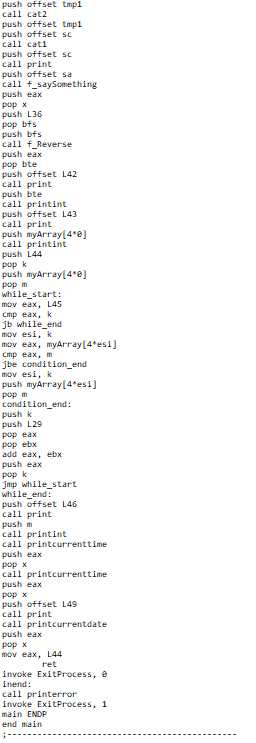 push offset tmp1
call cat2
push offset tmp1
push offset sc
call cat1
push offset sc
call print
push offset sa
call f_saySomething
push eax
pop x
push L36
pop bfs
push bfs
call f_Reverse
push eax
pop bte
push offset L42
call print
push bte
call printint
push offset L43
call print
push myArray[4*0]
call printint
push L44
pop k
push myArray[4*0]
pop m
while_start:
mov eax, L45
cmp eax, k
jb while_end
mov esi, k
mov eax, myArray[4*esi]
cmp eax, m
jbe condition_end
mov esi, k
push myArray[4*esi]
pop m
condition_end:
push k
push L29
pop eax
pop ebx
add eax, ebx
push eax
pop k
jmp while_start
while_end:
push offset L46
call print
push m
call printint
call printcurrenttime
push eax
pop x
call printcurrenttime
push eax
pop x
push offset L49
call print
call printcurrentdate
push eax
pop x
mov eax, L44
ret
invoke ExitProcess, 0
inend:
call printerror
invoke ExitProcess, 1
main ENDP
end main
;-----------------------------------------------